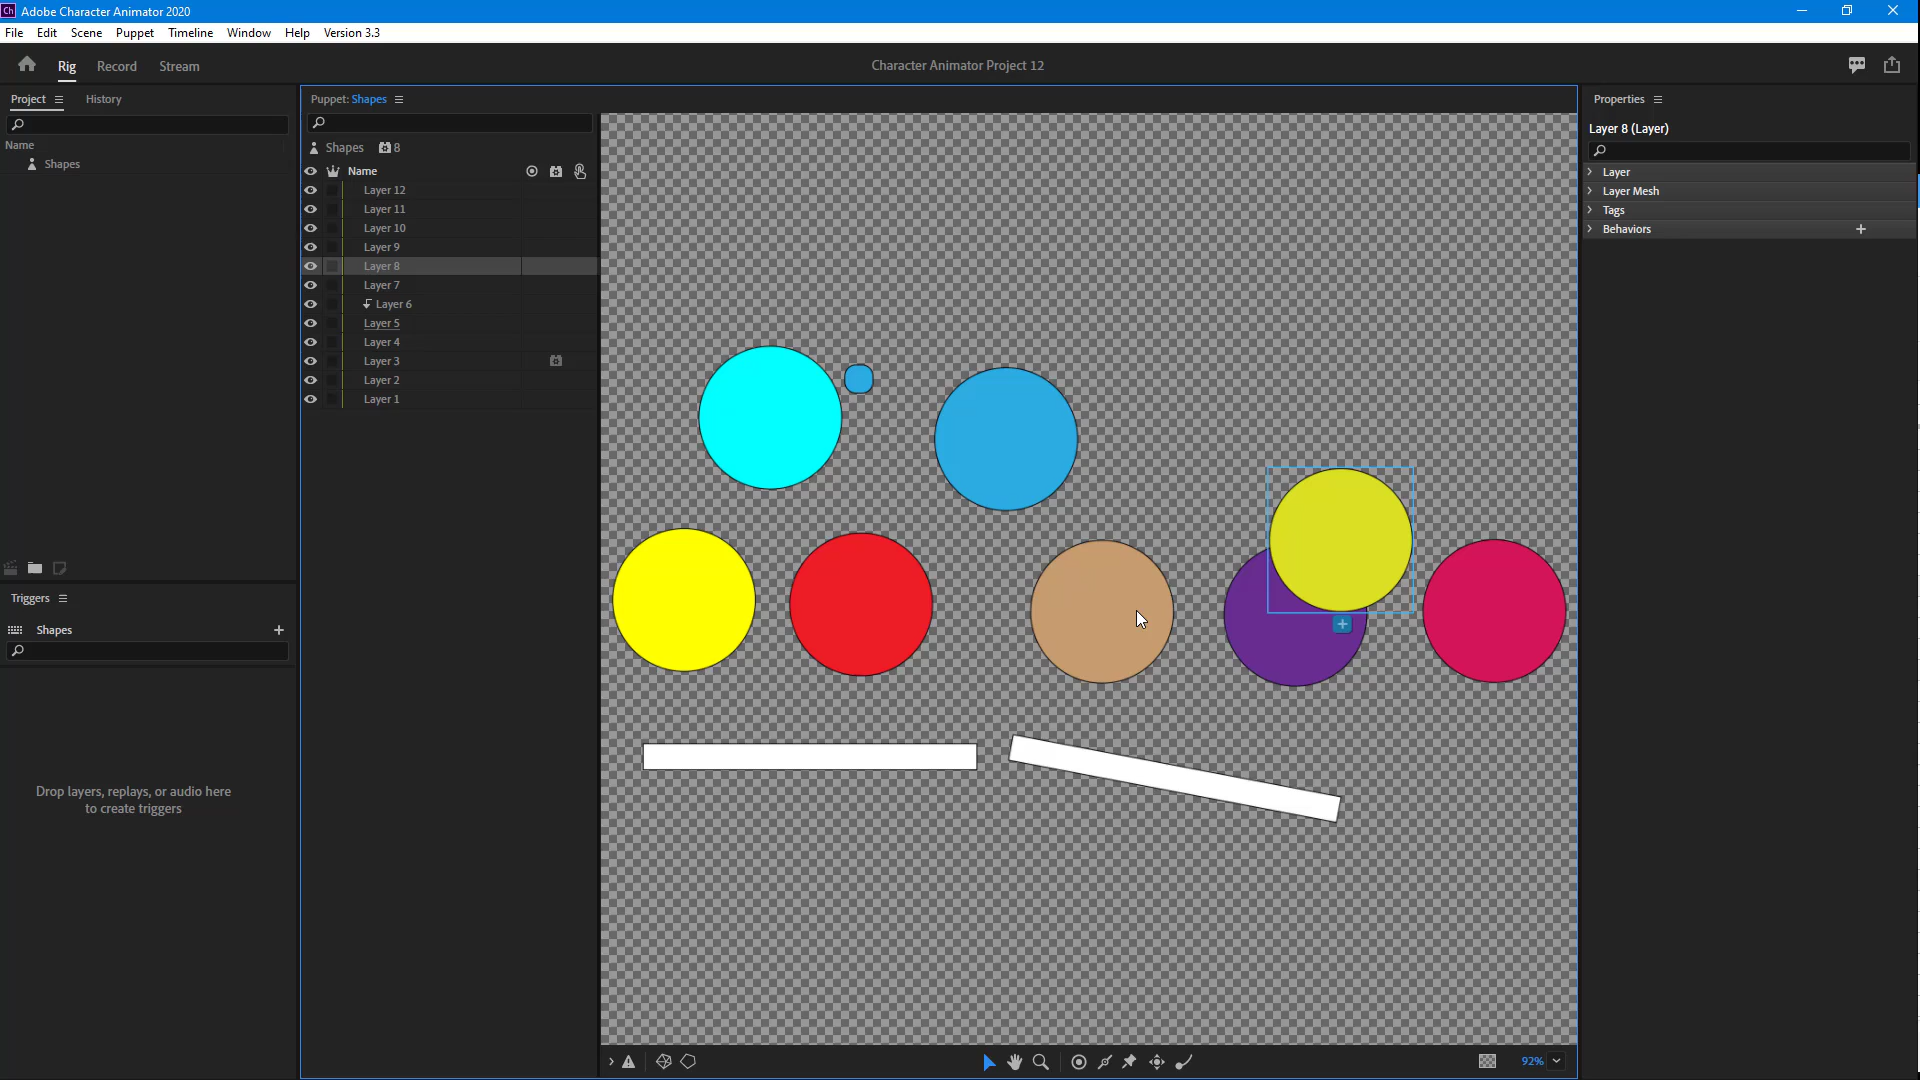 Ch Adobe Character Animator 2020
File Edit Scene Puppet Timeline Window Help Version 3.3
Rig Record Stream Character Animator Project 12
Project History
Name
Shapes
Triggers
Shapes
Drop layers, replays, or audio here
to create triggers
Puppet: Shapes
Shapes 8
Name
Layer 12
Layer 11
Layer 10
Layer 9
Layer 8
Layer 7
Layer 6
Layer 5
Layer 4
Layer 3
Layer 2
Layer 1
92%
Properties
Layer 8 (Layer)
Layer
Layer Mesh
Tags
Behaviors